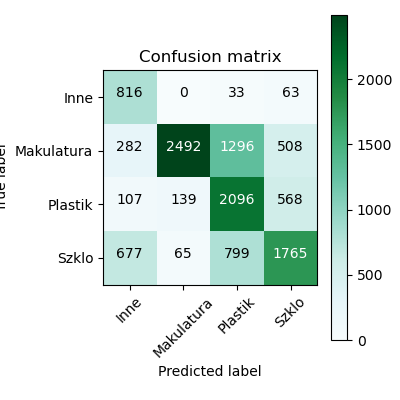 Confusion matrix
Inne 816 0 33 63
Makulatura 282 2492 1296 508
Plastik 107 139 2096 568
Szklo 677 65 799 1765
Inne Makulatura Plastik Szklo
Predicted label
label
2000
1500
1000
500
0